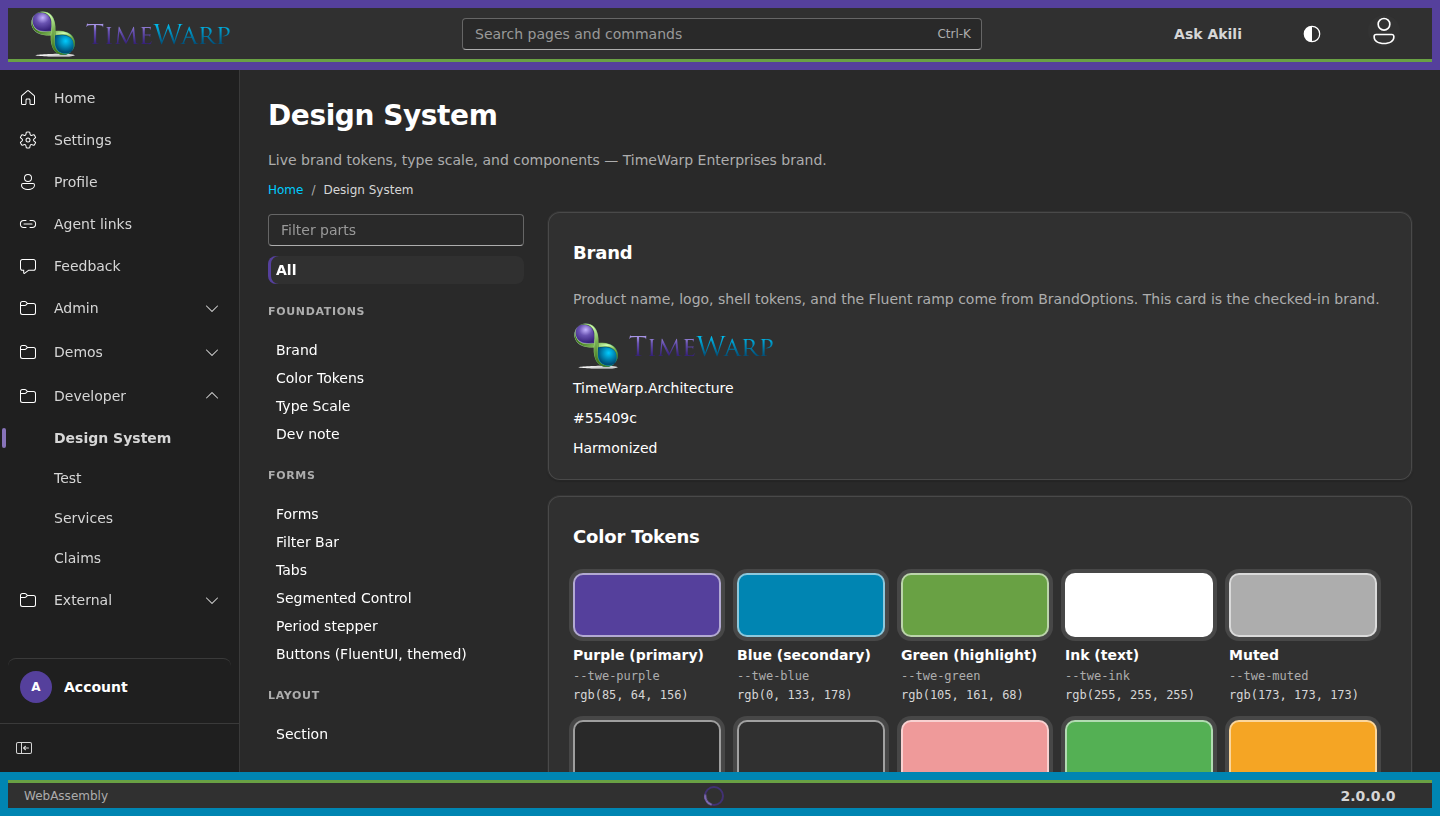 TIMEWARP
Search pages and commands
Ctrl-K
Ask Akili
Home
Settings
Profile
Agent links
Feedback
Admin
Demos
Developer
Design System
Test
Services
Claims
External
A
Account
Design System
Live brand tokens, type scale, and components — TimeWarp Enterprises brand.
Home / Design System
Filter parts
All
FOUNDATIONS
Brand
Color Tokens
Type Scale
Dev note
FORMS
Forms
Filter Bar
Tabs
Segmented Control
Period stepper
Buttons (FluentUI, themed)
LAYOUT
Section
Brand
Product name, logo, shell tokens, and the Fluent ramp come from BrandOptions. This card is the checked-in brand.
TIMEWARP
TimeWarp.Architecture
#55409c
Harmonized
Color Tokens
Purple (primary)
--twe-purple
rgb(85, 64, 156)
Blue (secondary)
--twe-blue
rgb(0, 133, 178)
Green (highlight)
--twe-green
rgb(105, 161, 68)
Ink (text)
--twe-ink
rgb(255, 255, 255)
Muted
--twe-muted
rgb(173, 173, 173)
WebAssembly
2.0.0.0